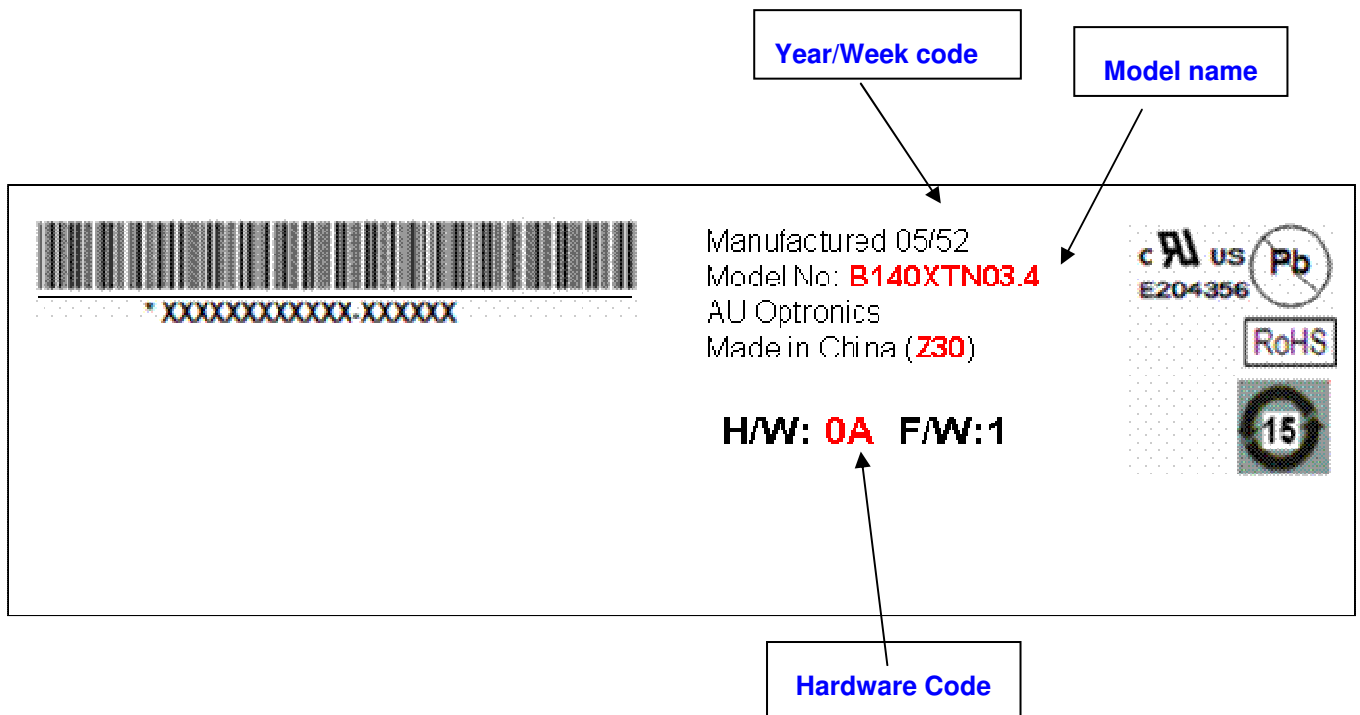 Year/Week code
Model name
Manufactured 05/52
Model No: B140XTN03.4
AU Optronics
Made in China (Z30)
H/W: 0A F/W:1
* XXXXXXXXXXXX-XXXXXX
c RU US
E204356
Pb
RoHS
15
Hardware Code